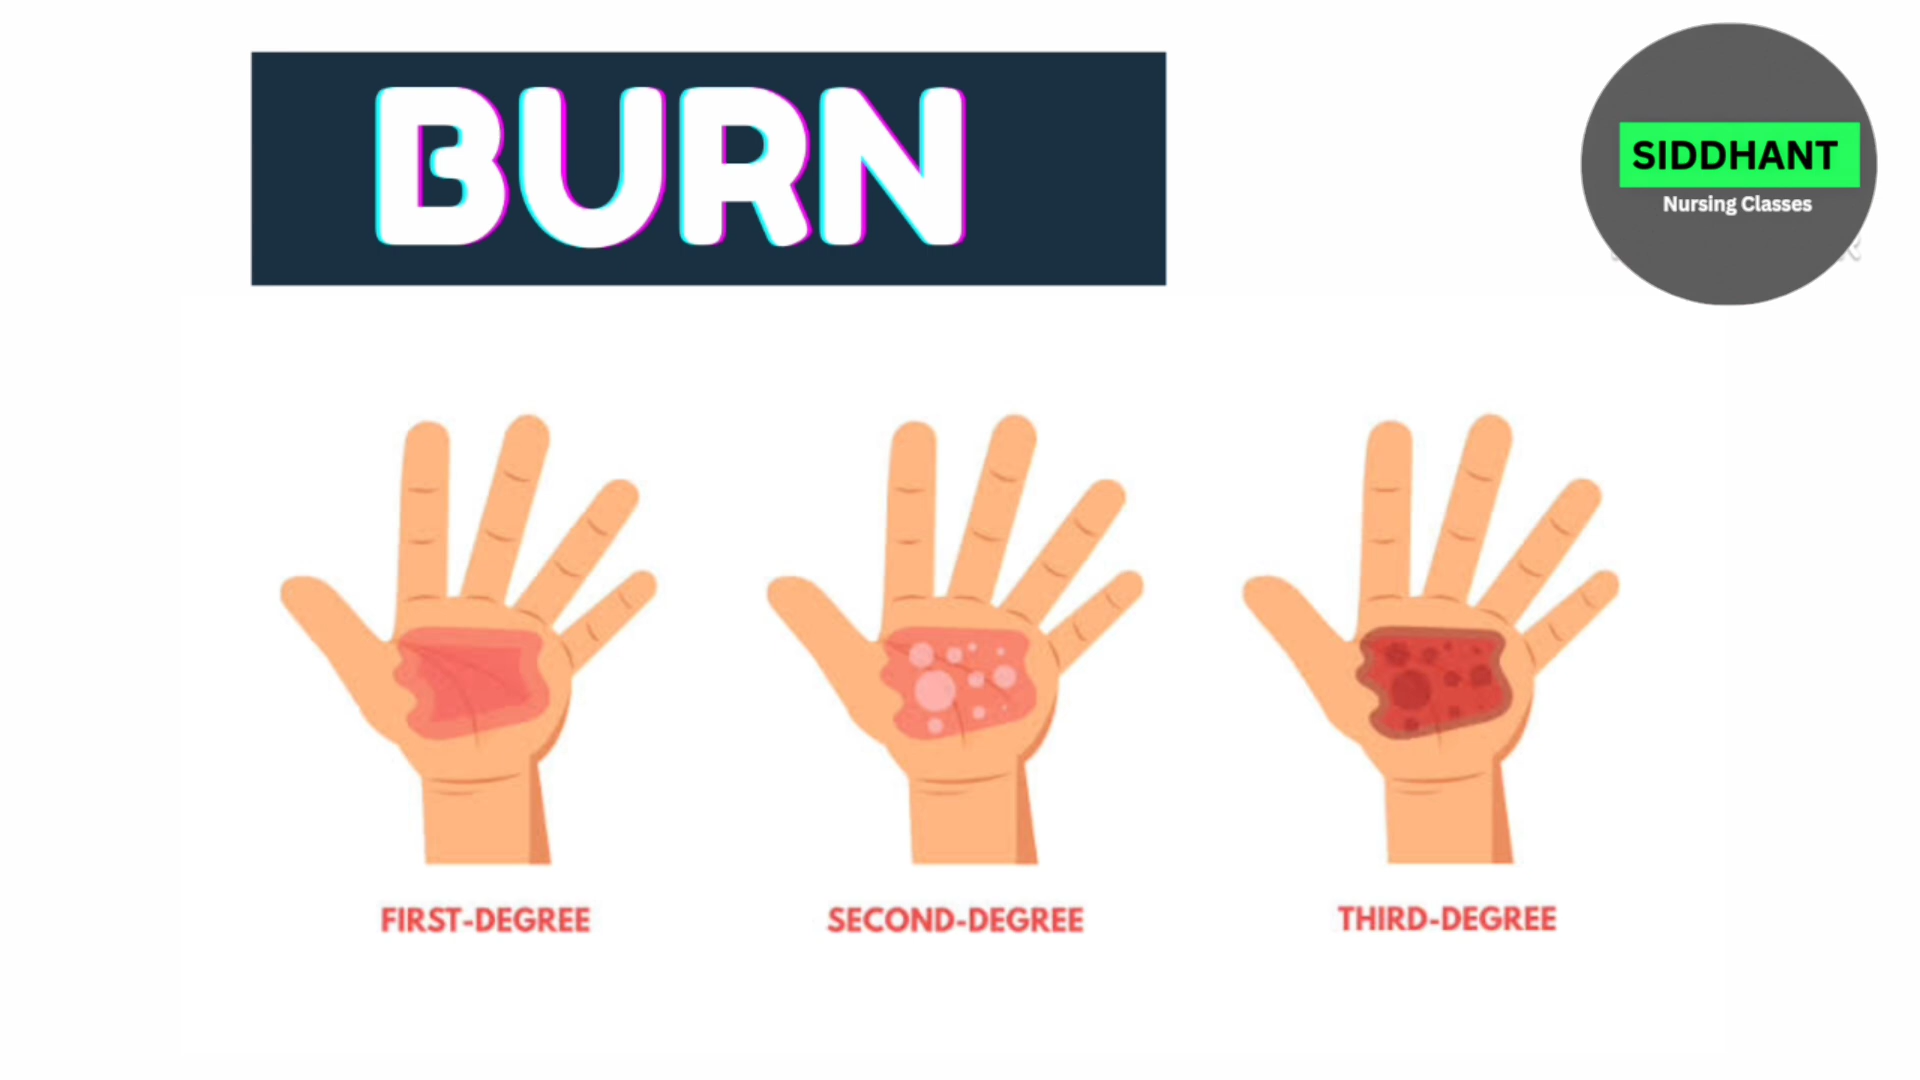 BURN
SIDDHANT
Nursing Classes
FIRST-DEGREE
SECOND-DEGREE
THIRD-DEGREE